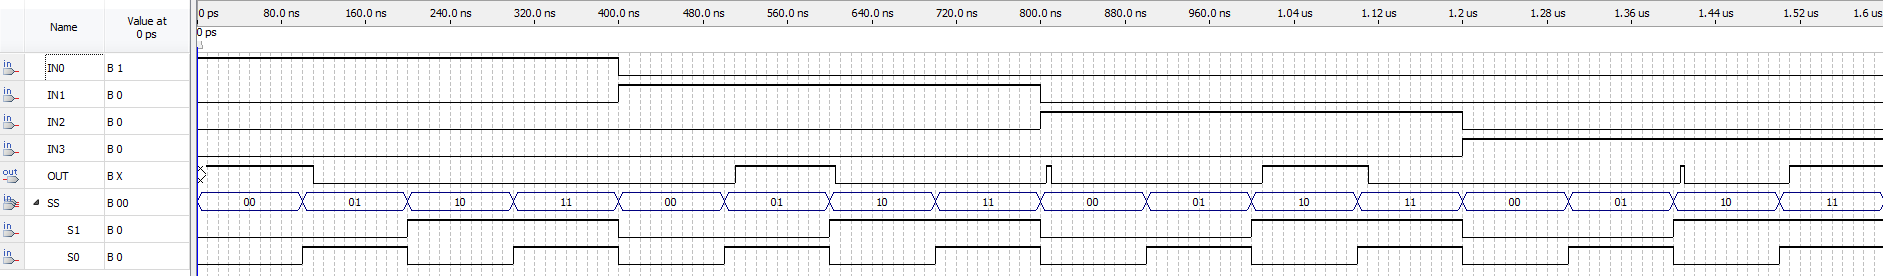 Name Value at 0 ps
0 ps 80.0 ns 160.0 ns 240.0 ns 320.0 ns 400.0 ns 480.0 ns 560.0 ns 640.0 ns 720.0 ns 800.0 ns 880.0 ns 960.0 ns 1.04 us 1.12 us 1.2 us 1.28 us 1.36 us 1.44 us 1.52 us 1.6 us
0 ps
in IN0 B 1
in IN1 B 0
in IN2 B 0
in IN3 B 0
out OUT B X
in SS B 00 00 01 10 11 00 01 10 11 00 01 10 11 00 01 10 11
in S1 B 0
in S0 B 0